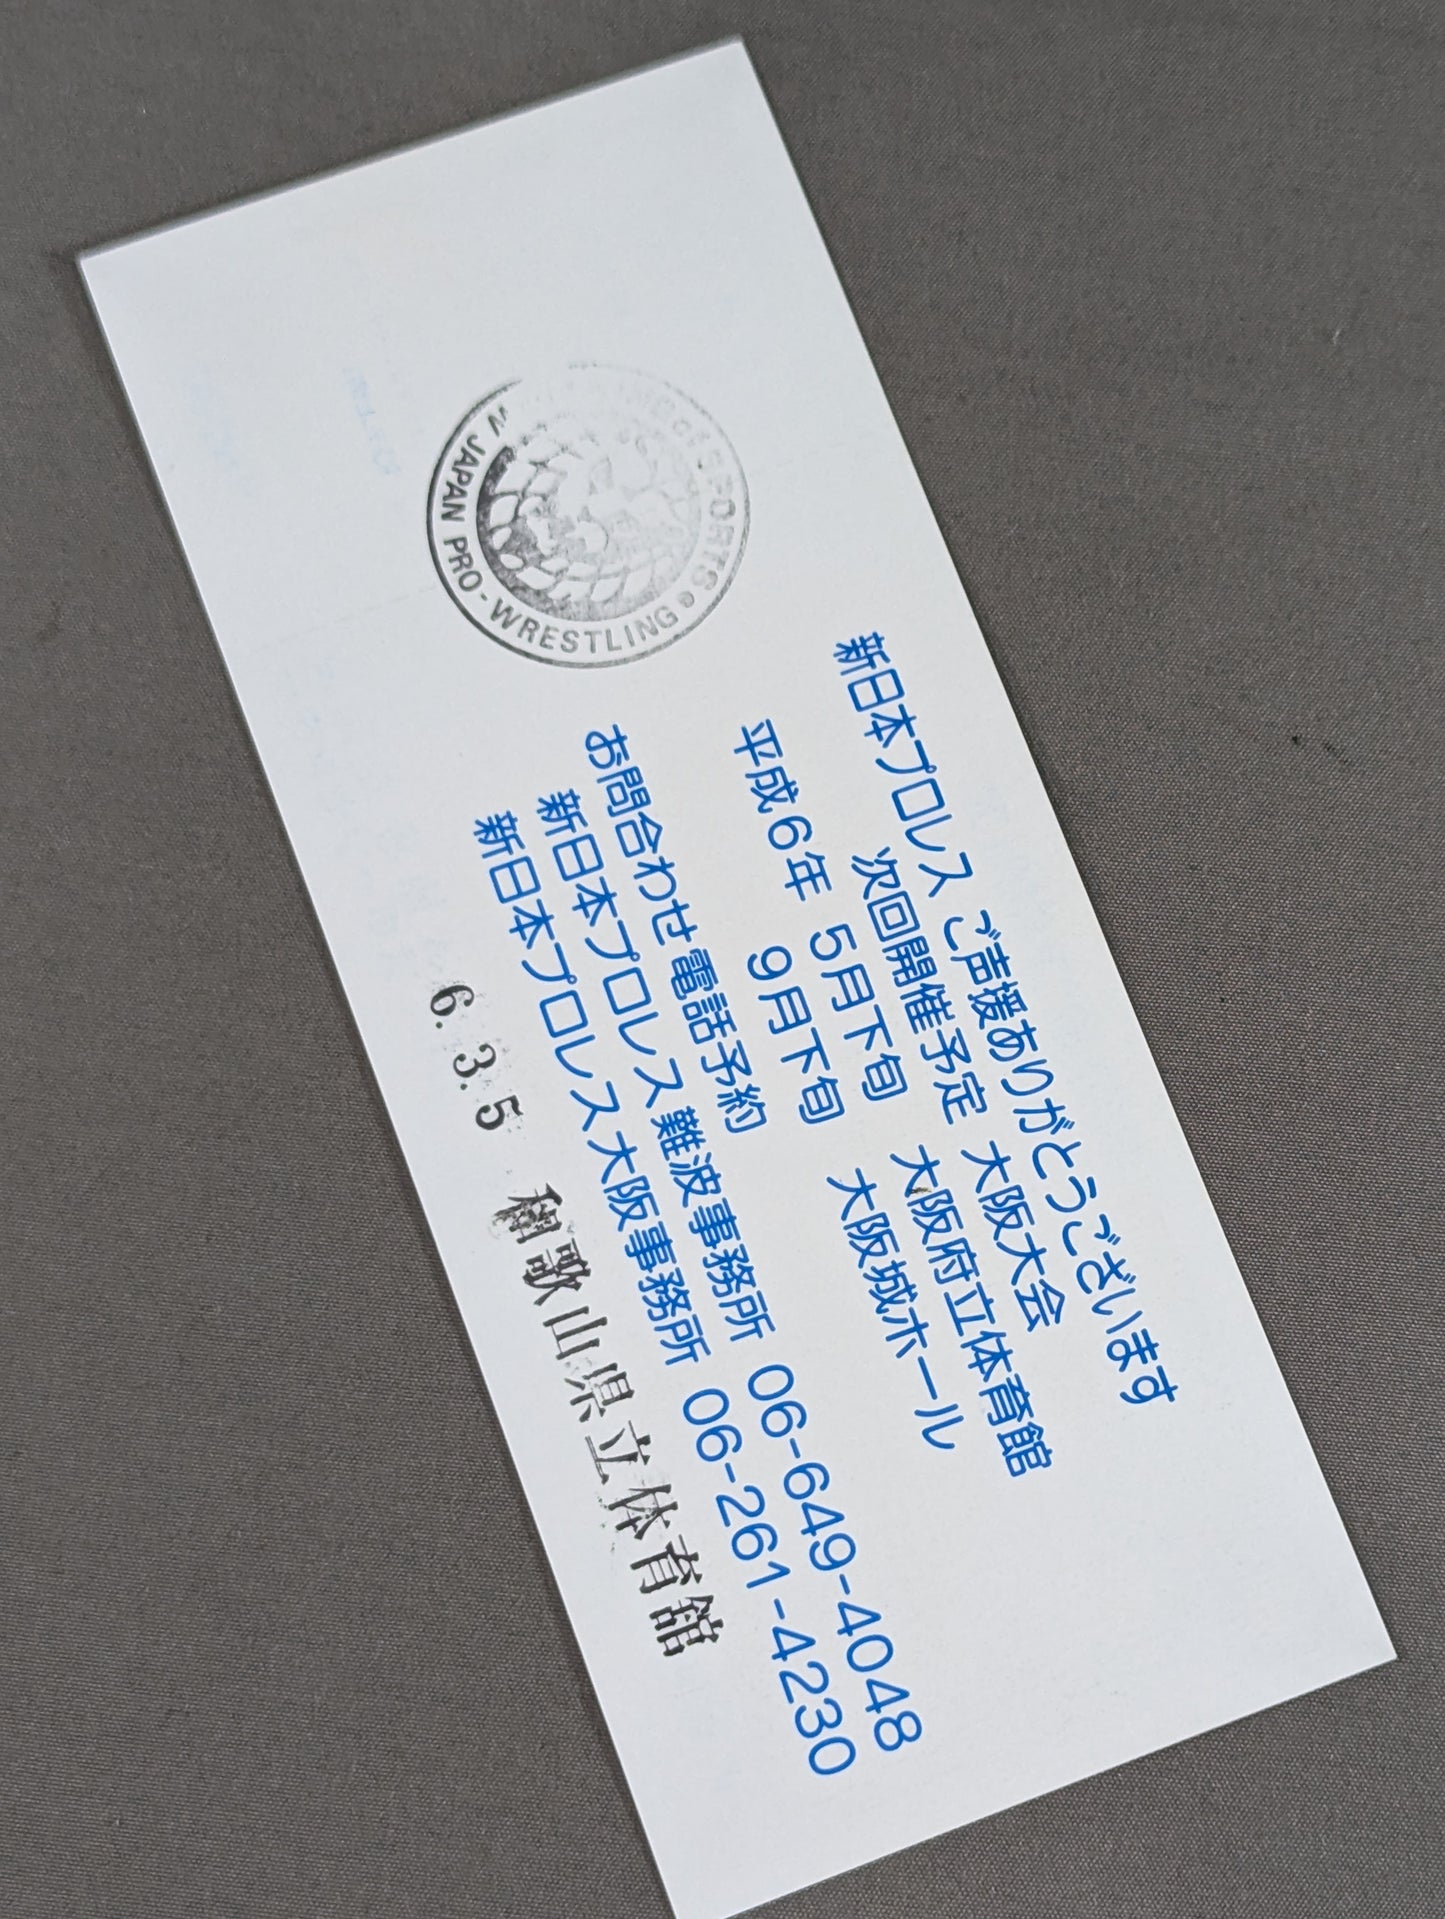 新日本プロレス ご声援ありがとうございます
次回開催予定 大阪大会
平成6年 5月下旬 大阪府立体育館
9月下旬 大阪城ホール
お問合わせ電話予約
新日本プロレス難波事務所 06-649-4048
新日本プロレス大阪事務所 06-261-4230
6.3.5 和歌山県立体育館
of SPORTS
JAPAN PRO-WRESTLING